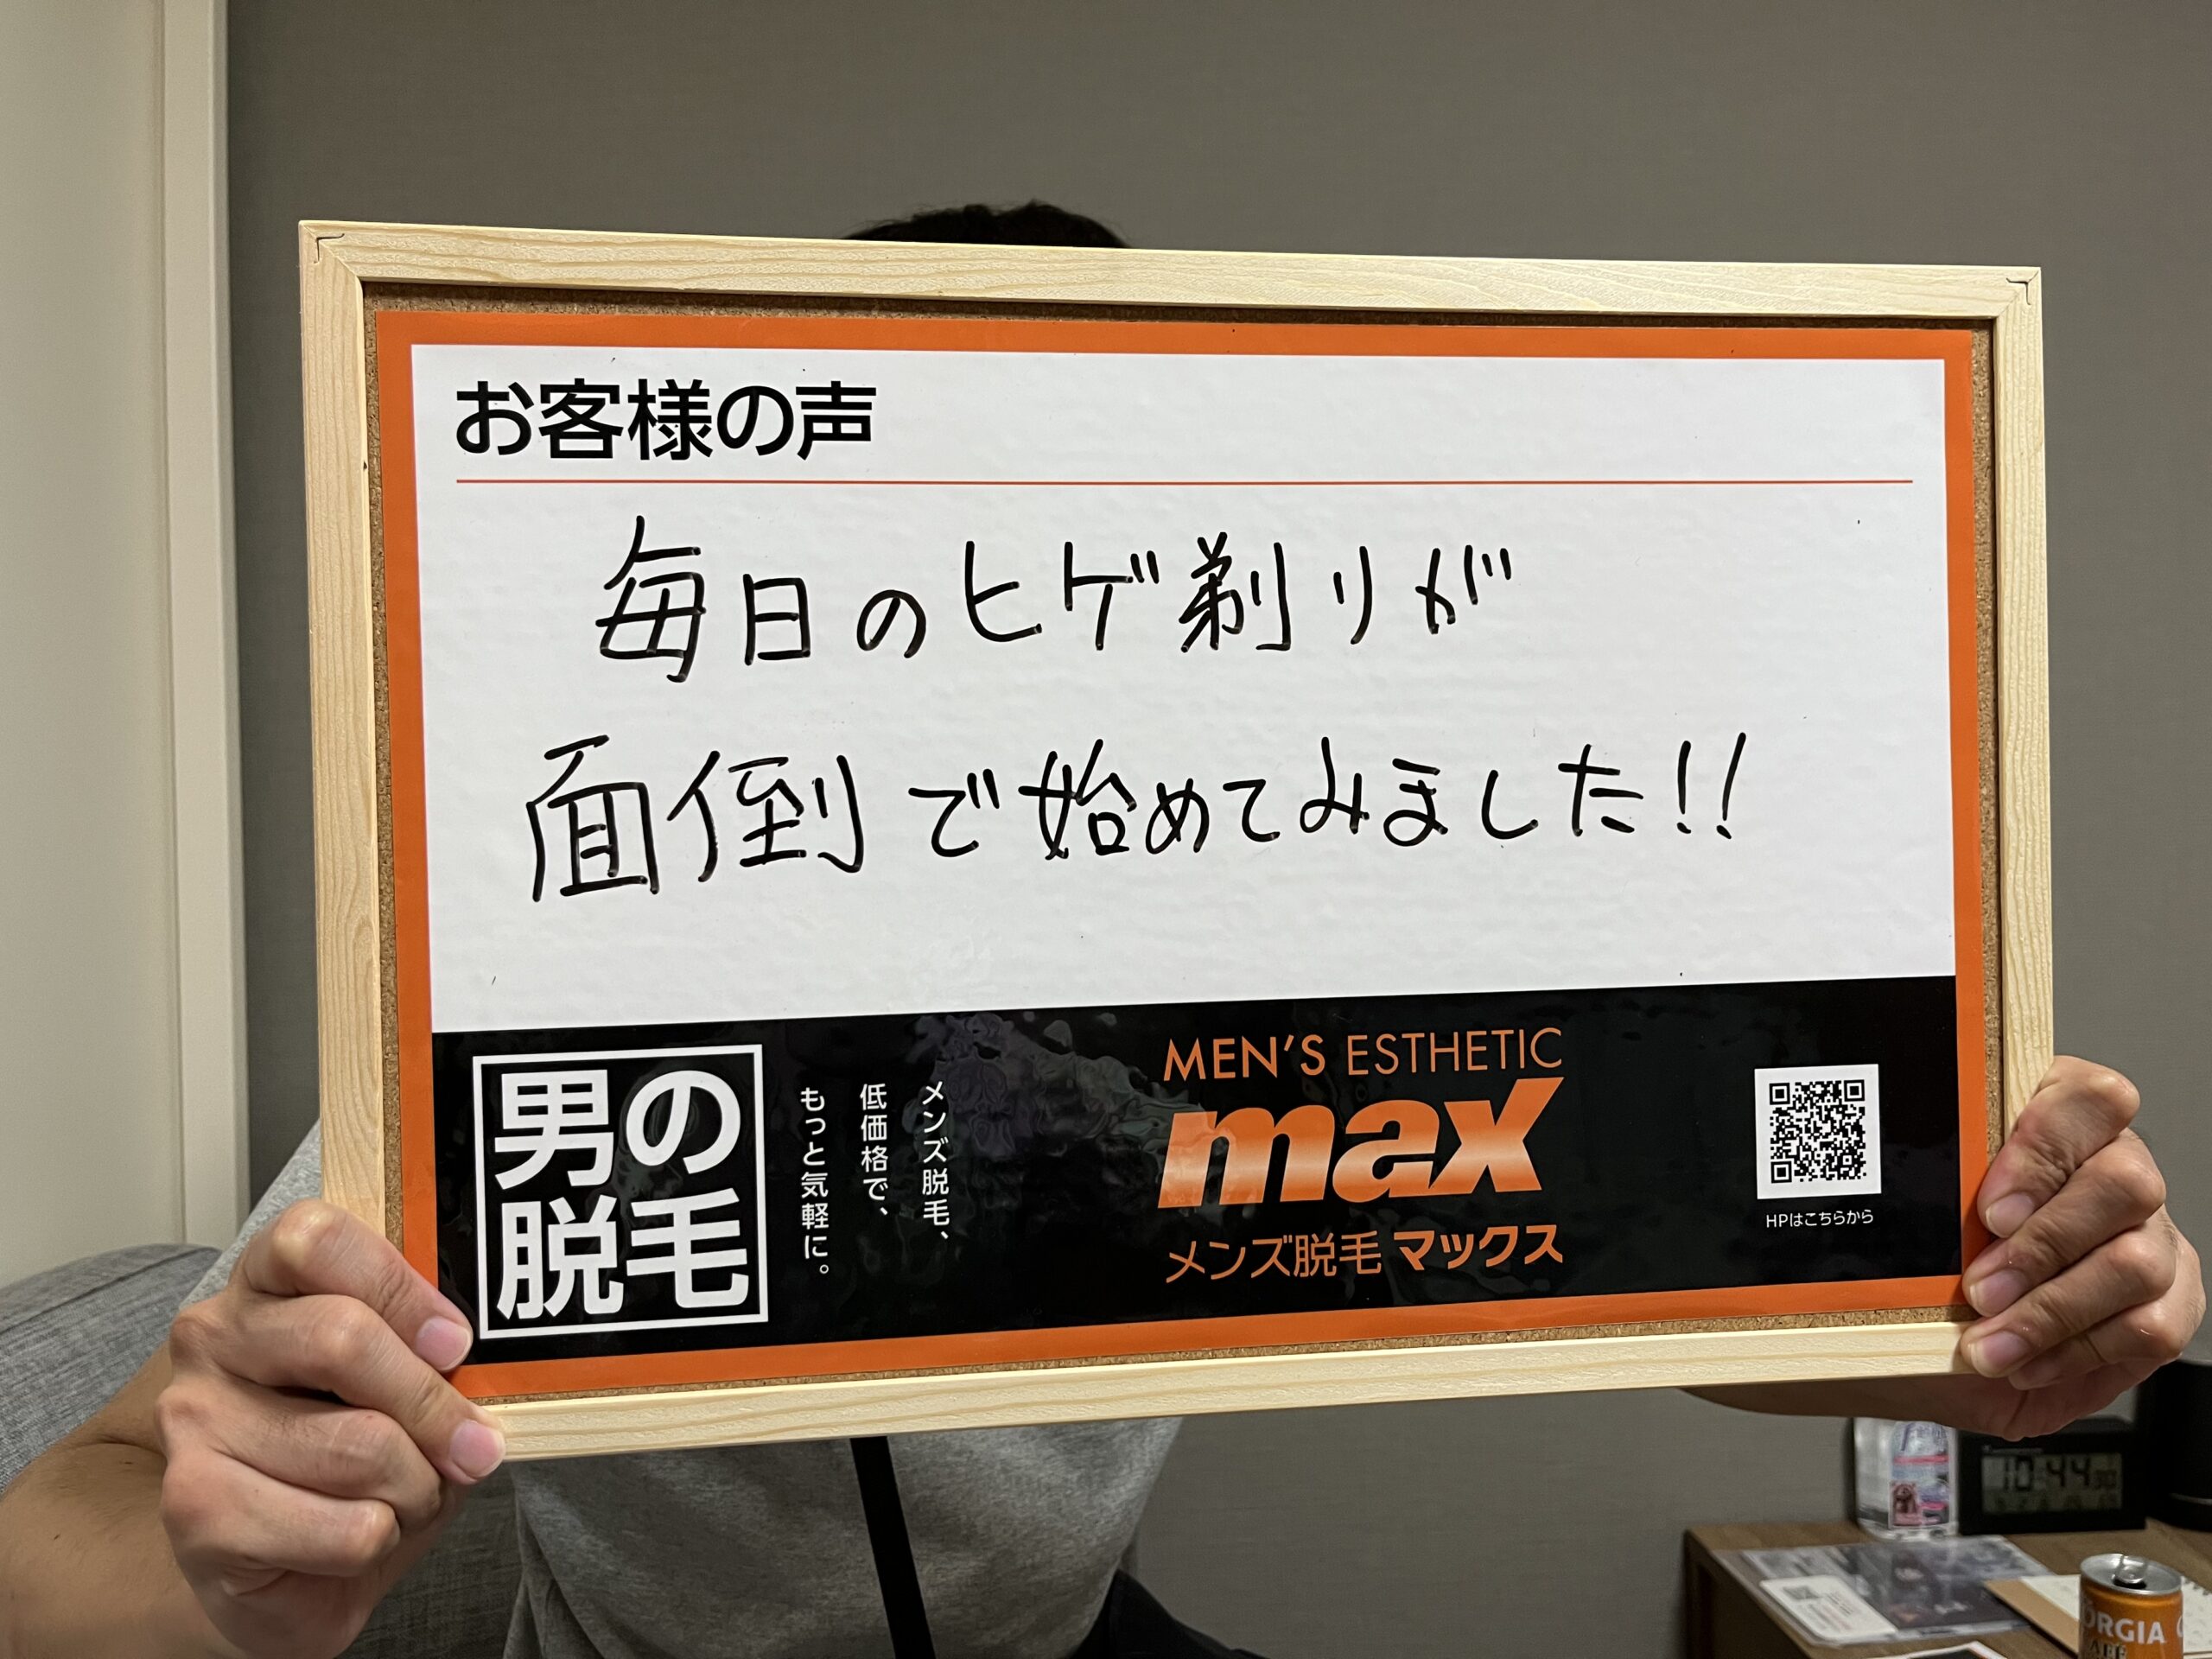 お客様の声
毎日のヒゲ剃りが
面倒で始めてみました!!
男の
脱毛
メンズ脱毛、
低価格で、
もっと気軽に。
MEN'S ESTHETIC
max
メンズ脱毛 マックス
HPはこちらから
10:44
ORGIA